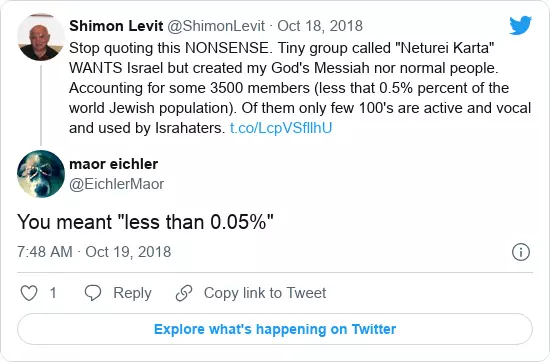 Shimon Levit @ShimonLevit · Oct 18, 2018
Stop quoting this NONSENSE. Tiny group called "Neturei Karta"
WANTS Israel but created my God's Messiah nor normal people.
Accounting for some 3500 members (less that 0.5% percent of the
world Jewish population). Of them only few 100's are active and vocal
and used by Israhaters. t.co/LcpVSfllhU
maor eichler
@EichlerMaor
You meant "less than 0.05%"
7:48 AM · Oct 19, 2018
1 Reply Copy link to Tweet
Explore what's happening on Twitter